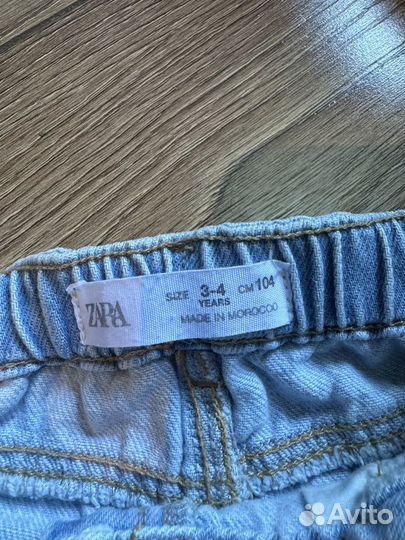 ZARA
SIZE 3-4 CM 104
YEARS
MADE IN MOROCCO
Avito